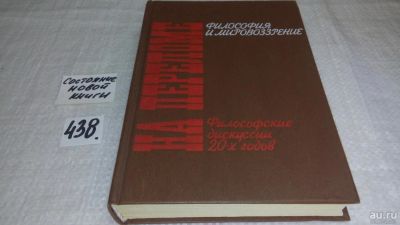 Состояние
новой
книги
438.
НА ПЕРЕЛОМЕ
ФИЛОСОФИЯ
И МИРОВОЗЗРЕНИЕ
Философские
дискуссии
20-х годов
au.ru